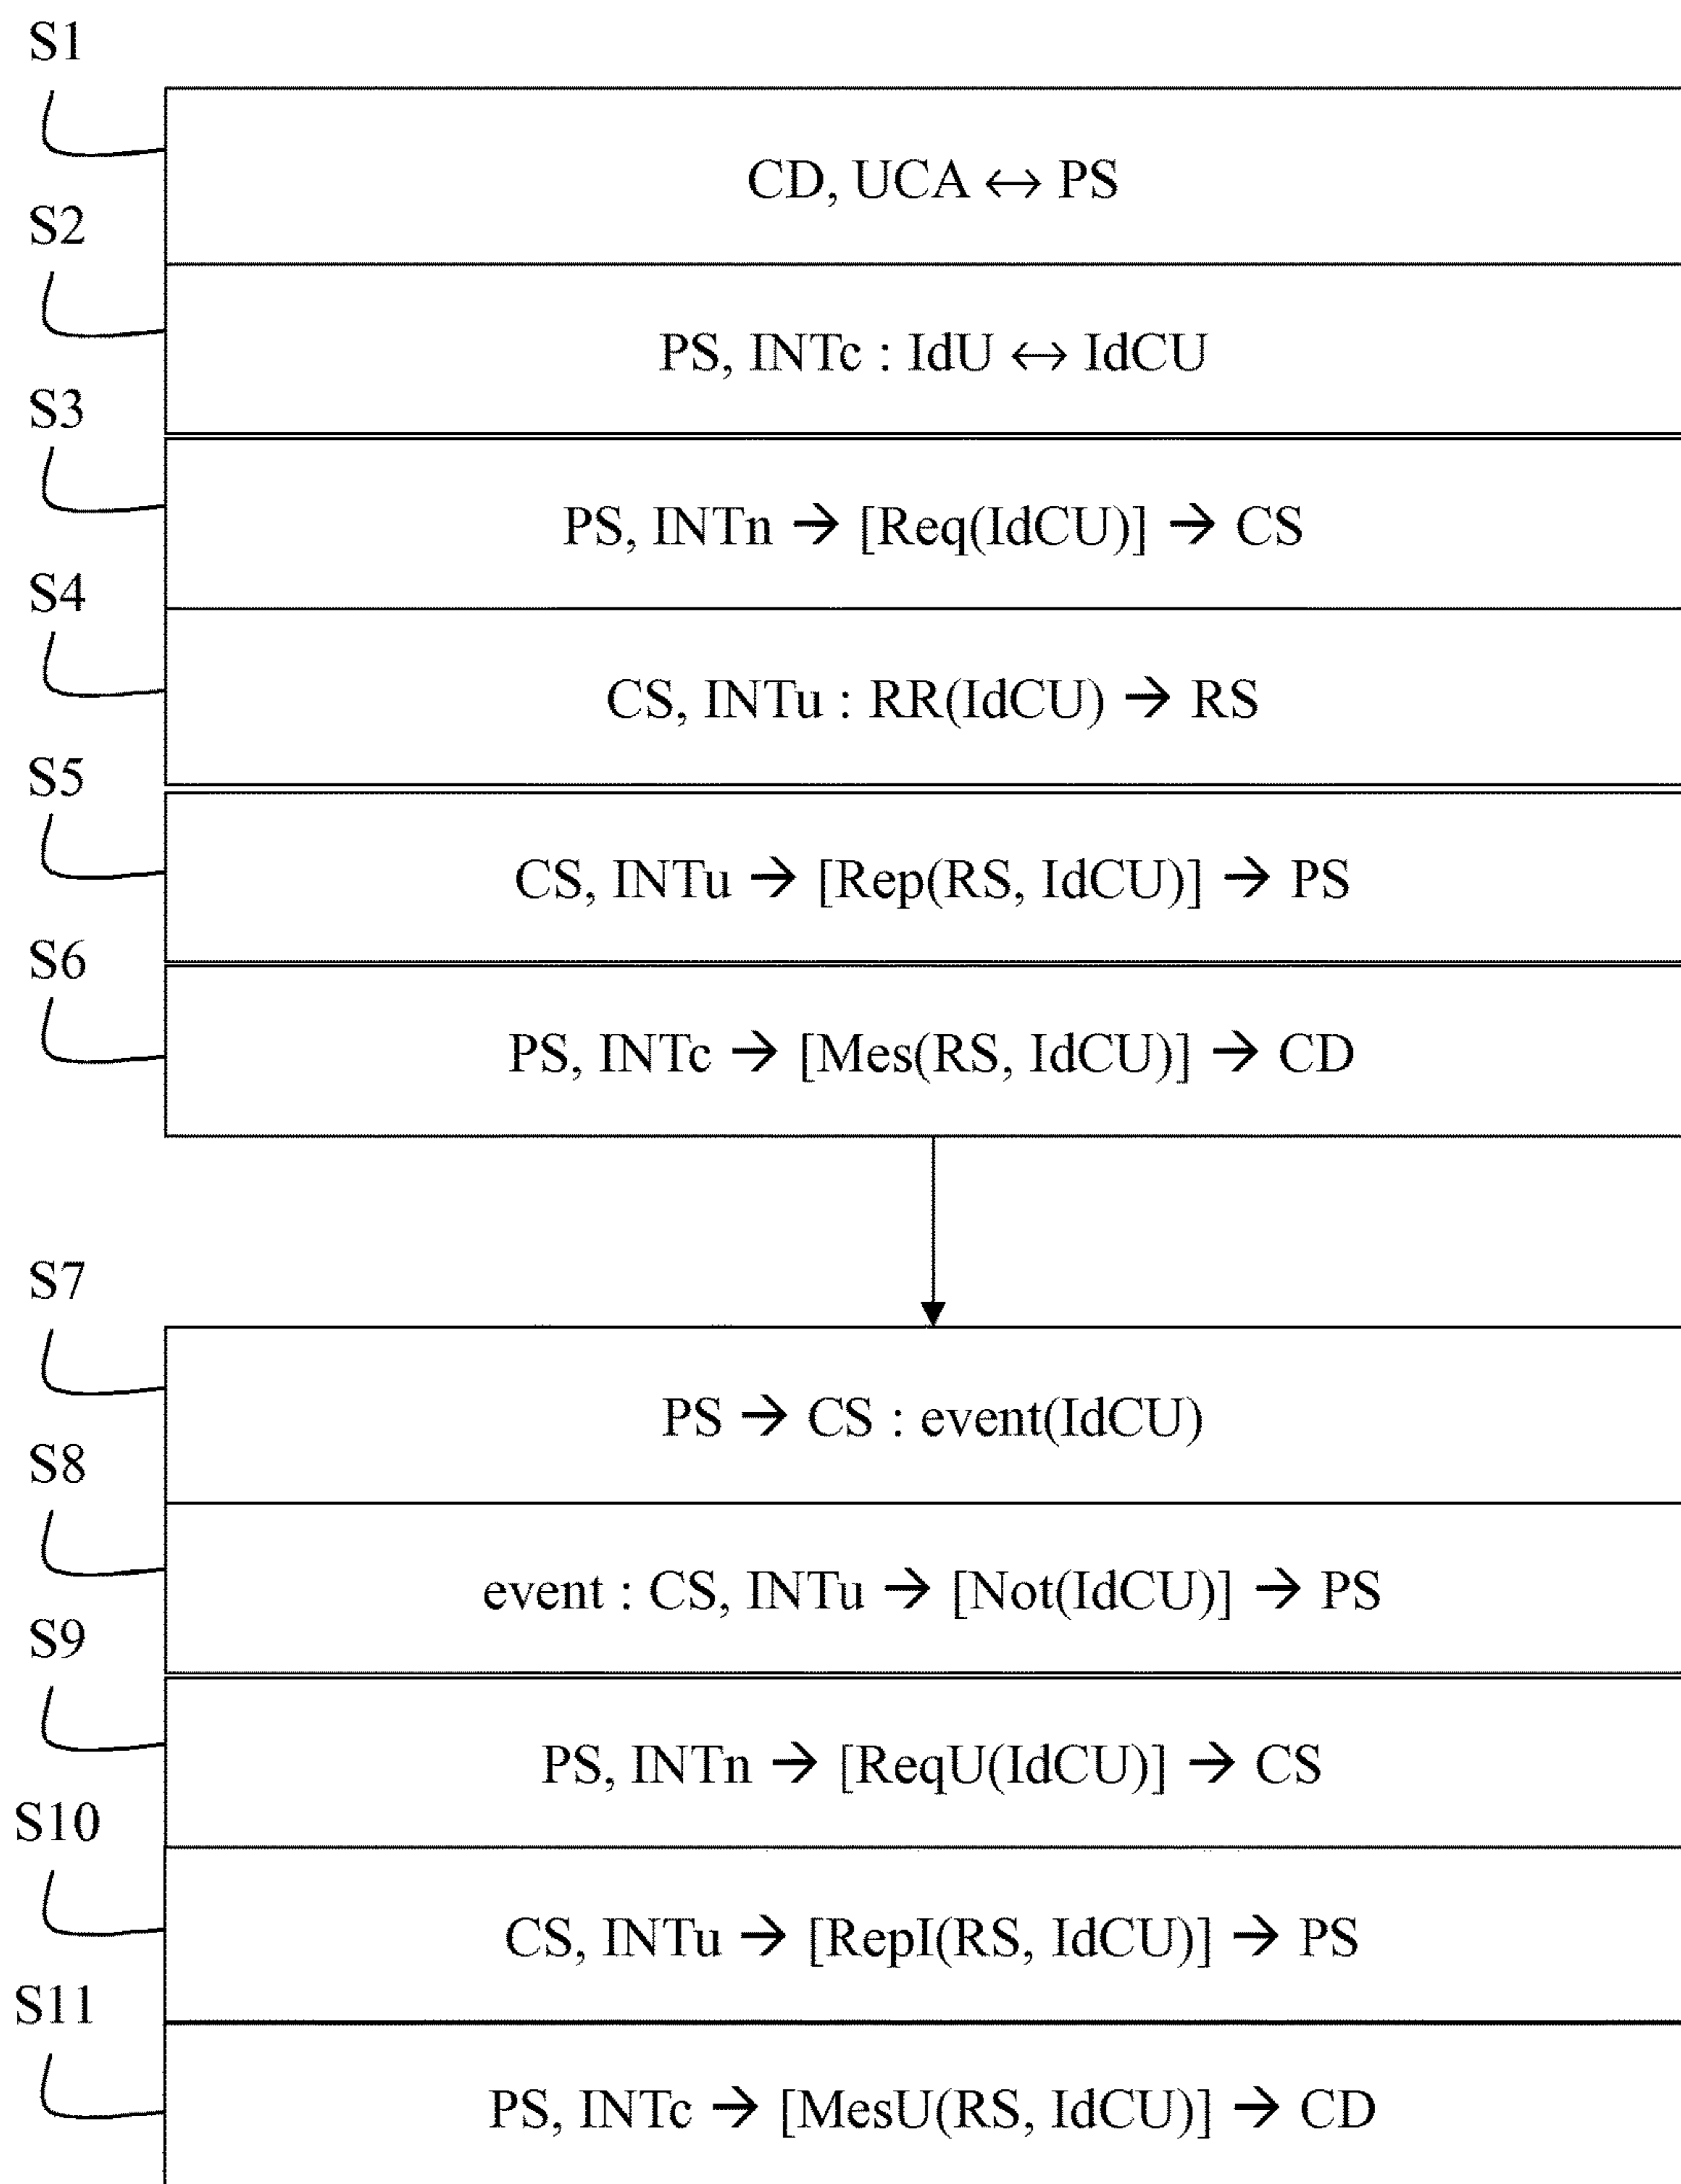 S1
CD, UCA ↔ PS
S2
PS, INTc : IdU ↔ IdCU
S3
PS, INTn → [Req(IdCU)] → CS
S4
CS, INTu : RR(IdCU) → RS
S5
CS, INTu → [Rep(RS, IdCU)] → PS
S6
PS, INTc → [Mes(RS, IdCU)] → CD
S7
PS → CS : event(IdCU)
S8
event : CS, INTu → [Not(IdCU)] → PS
S9
PS, INTn → [ReqU(IdCU)] → CS
S10
CS, INTu → [RepI(RS, IdCU)] → PS
S11
PS, INTc → [MesU(RS, IdCU)] → CD